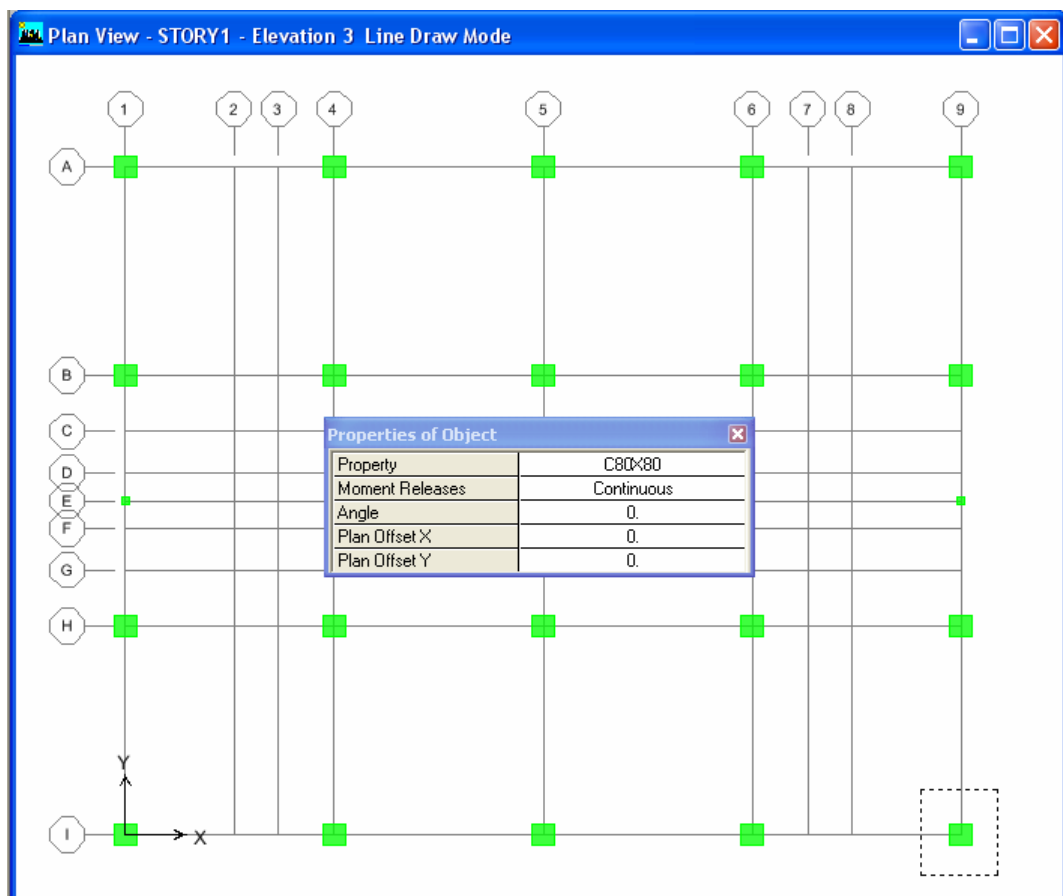 Plan View - STORY1 - Elevation 3 Line Draw Mode
1 2 3 4 5 6 7 8 9
A
B
C
D
E
F
G
H
I
Properties of Object
Property C80X80
Moment Releases Continuous
Angle 0.
Plan Offset X 0.
Plan Offset Y 0.
Y
X